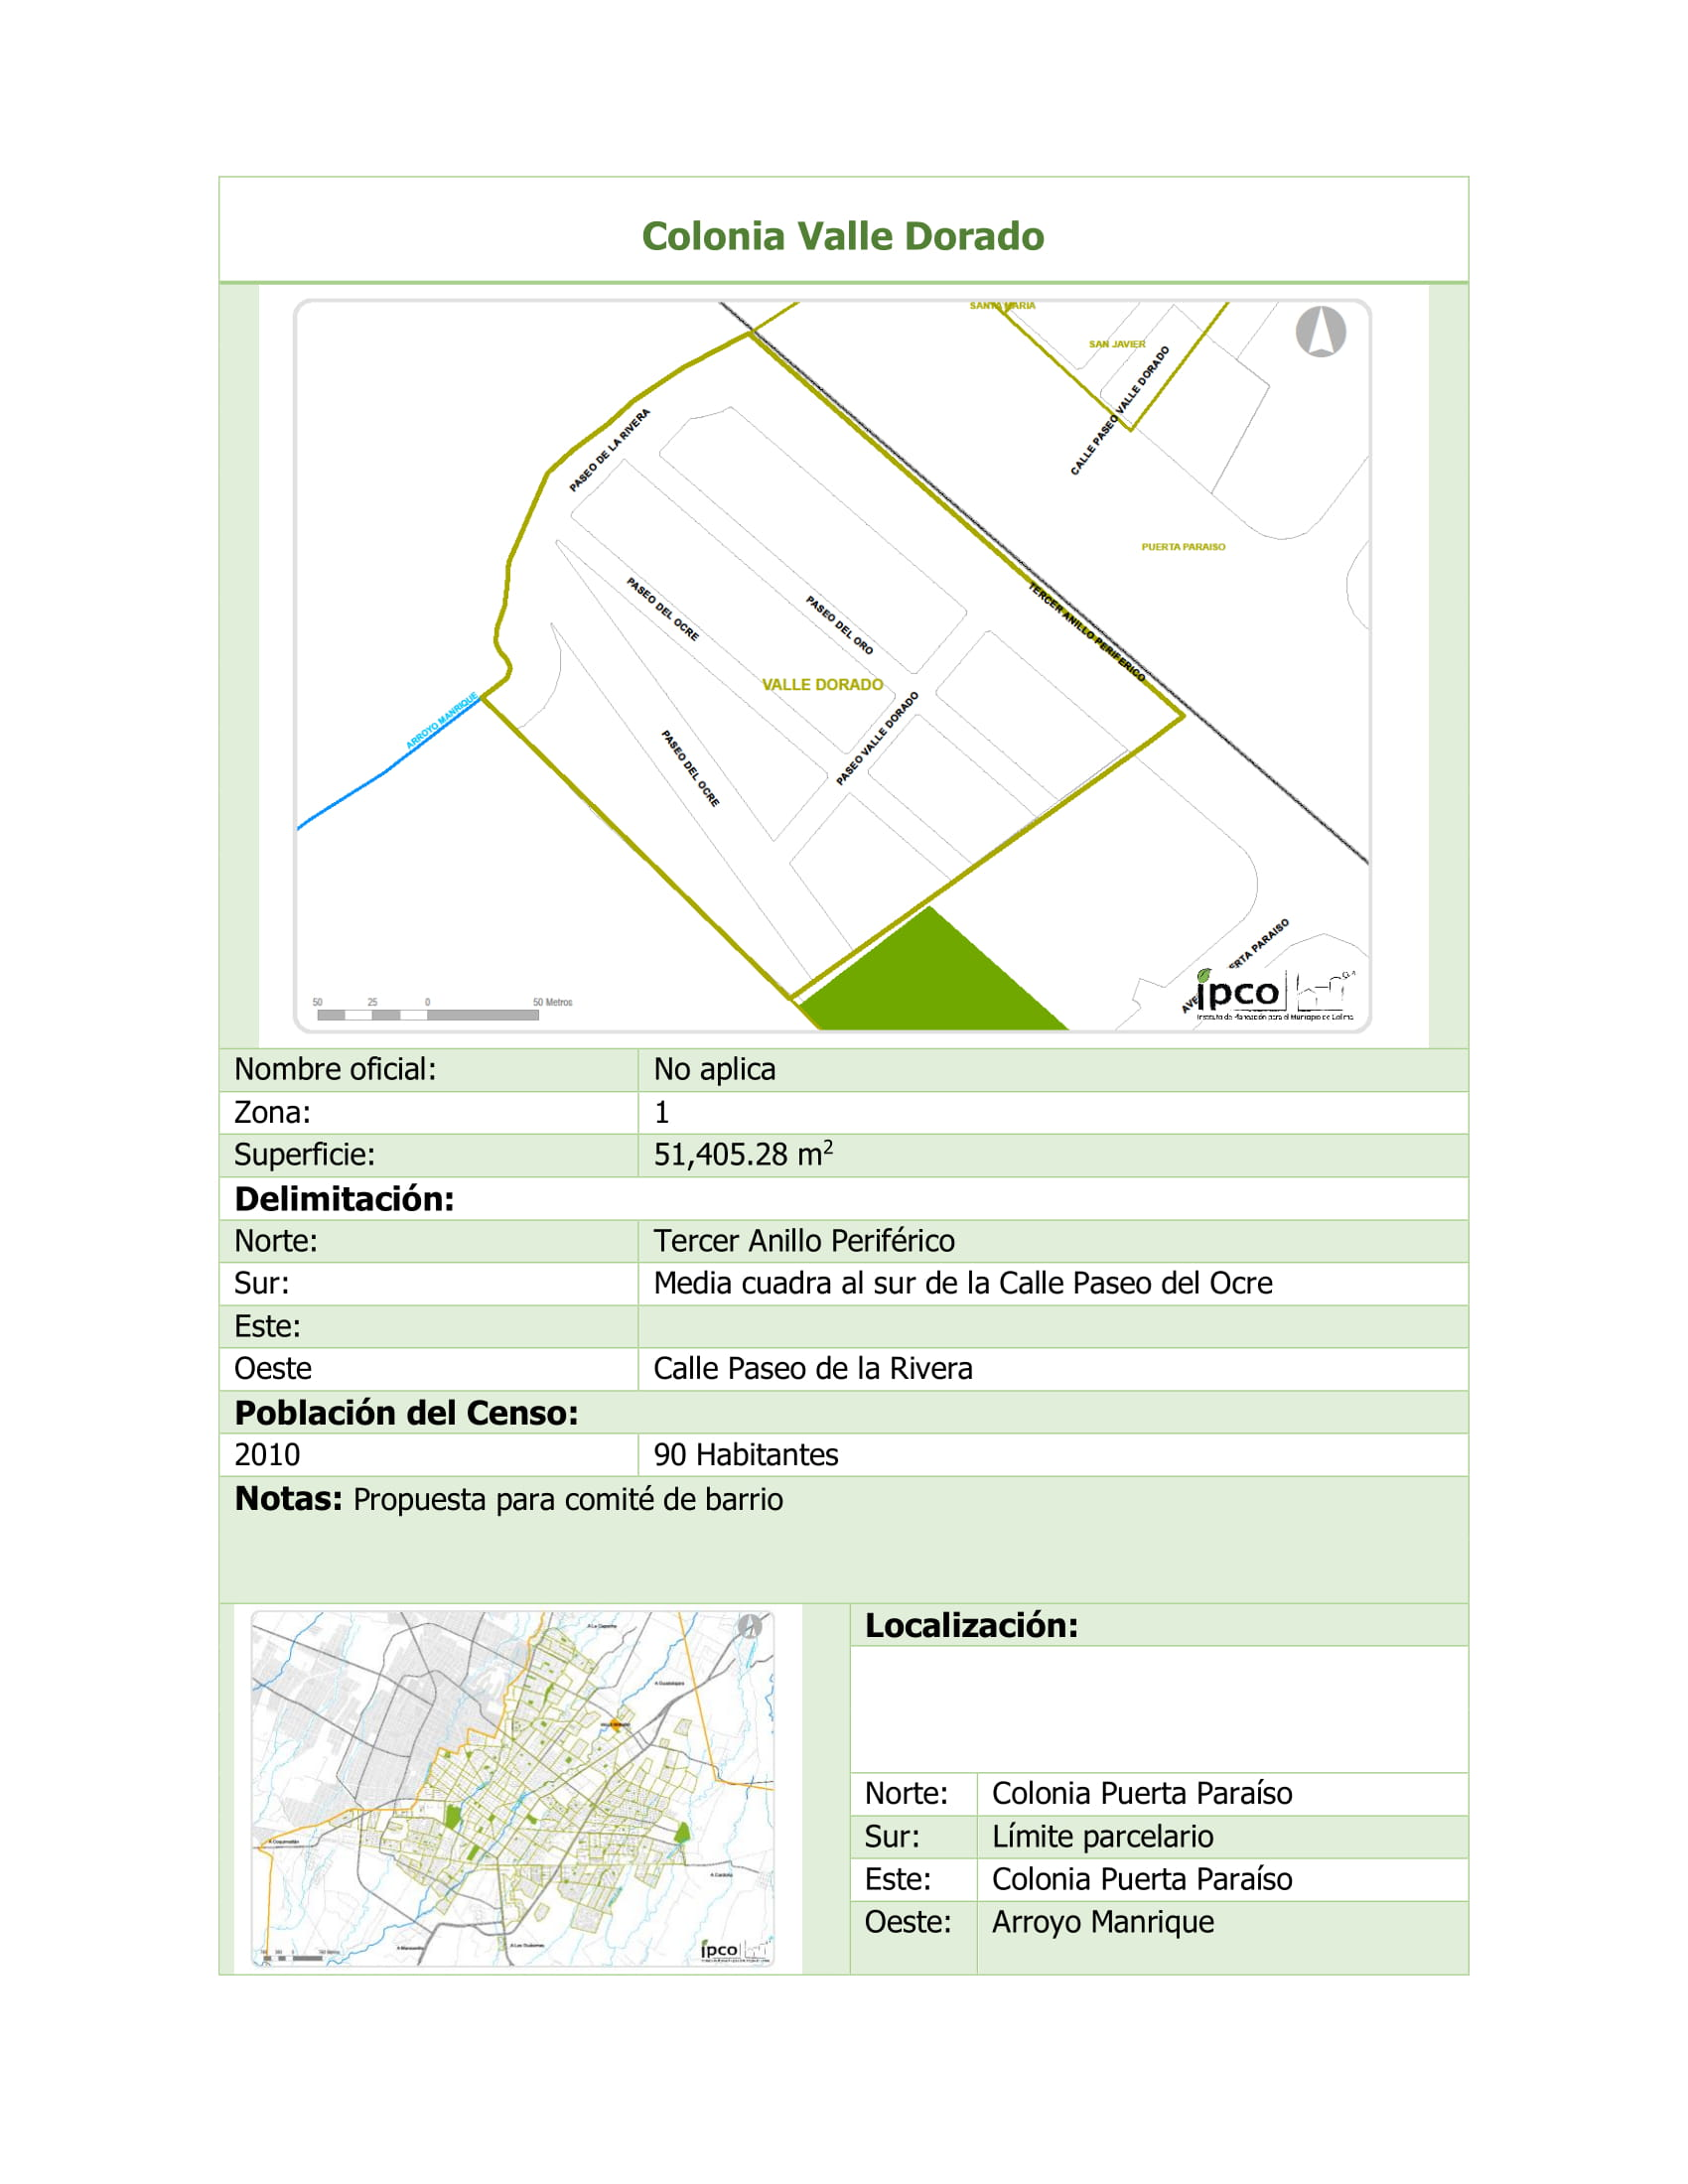 Colonia Valle Dorado
SANTA MARIA
SAN JAVIER
CALLE PASEO VALLE DORADO
PASEO DE LA RIVERA
PUERTA PARAISO
PASEO DEL OCRE
PASEO DEL ORO
TERCER ANILLO PERIFERICO
VALLE DORADO
ARROYO MANRIQUE
PASEO VALLE DORADO
PASEO DEL OCRE
PARAISO
ipco
50 25 0 50 Metros
Nombre oficial: No aplica
Zona: 1
Superficie: 51,405.28 m²
Delimitación:
Norte: Tercer Anillo Periférico
Sur: Media cuadra al sur de la Calle Paseo del Ocre
Este:
Oeste Calle Paseo de la Rivera
Población del Censo:
2010 90 Habitantes
Notas: Propuesta para comité de barrio
A Guadalajara
ipco
Localización:
Norte: Colonia Puerta Paraíso
Sur: Límite parcelario
Este: Colonia Puerta Paraíso
Oeste: Arroyo Manrique